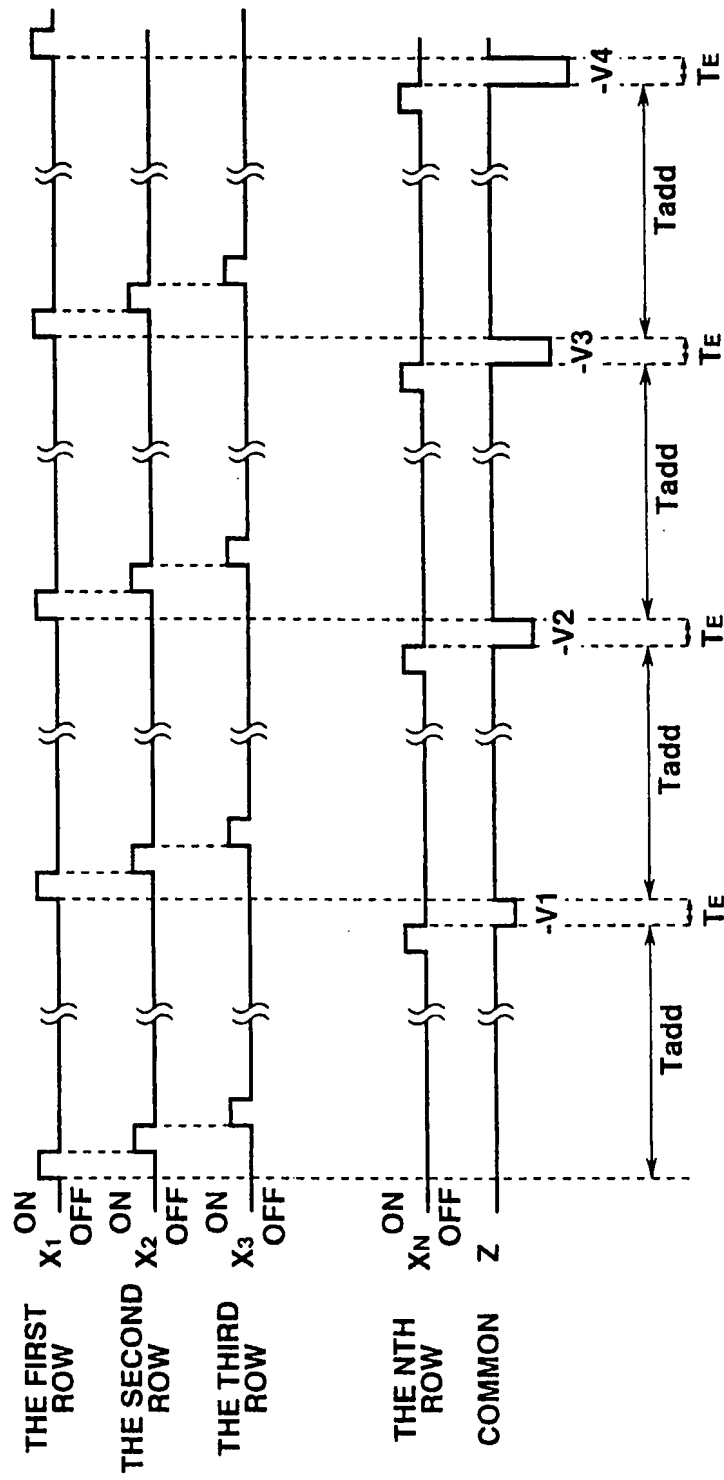 THE FIRST
ROW
X1
ON
OFF
THE SECOND
ROW
X2
ON
OFF
THE THIRD
ROW
X3
ON
OFF
THE NTH
ROW
XN
ON
OFF
COMMON
Z
-V1
-V2
-V3
-V4
Tadd
TE
Tadd
TE
Tadd
TE
Tadd
TE